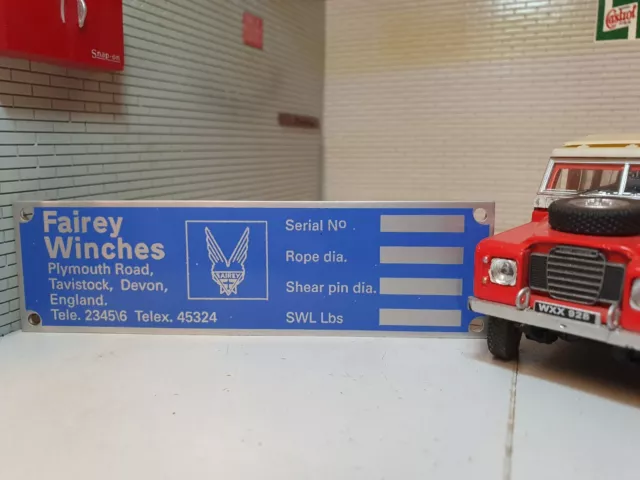 Snap-on
Castrol
Fairey
Winches
Plymouth Road,
Tavistock, Devon,
England.
Tele. 2345\6 Telex. 45324
FAIREY
Serial No
Rope dia.
Shear pin dia.
SWL Lbs
WXX 928